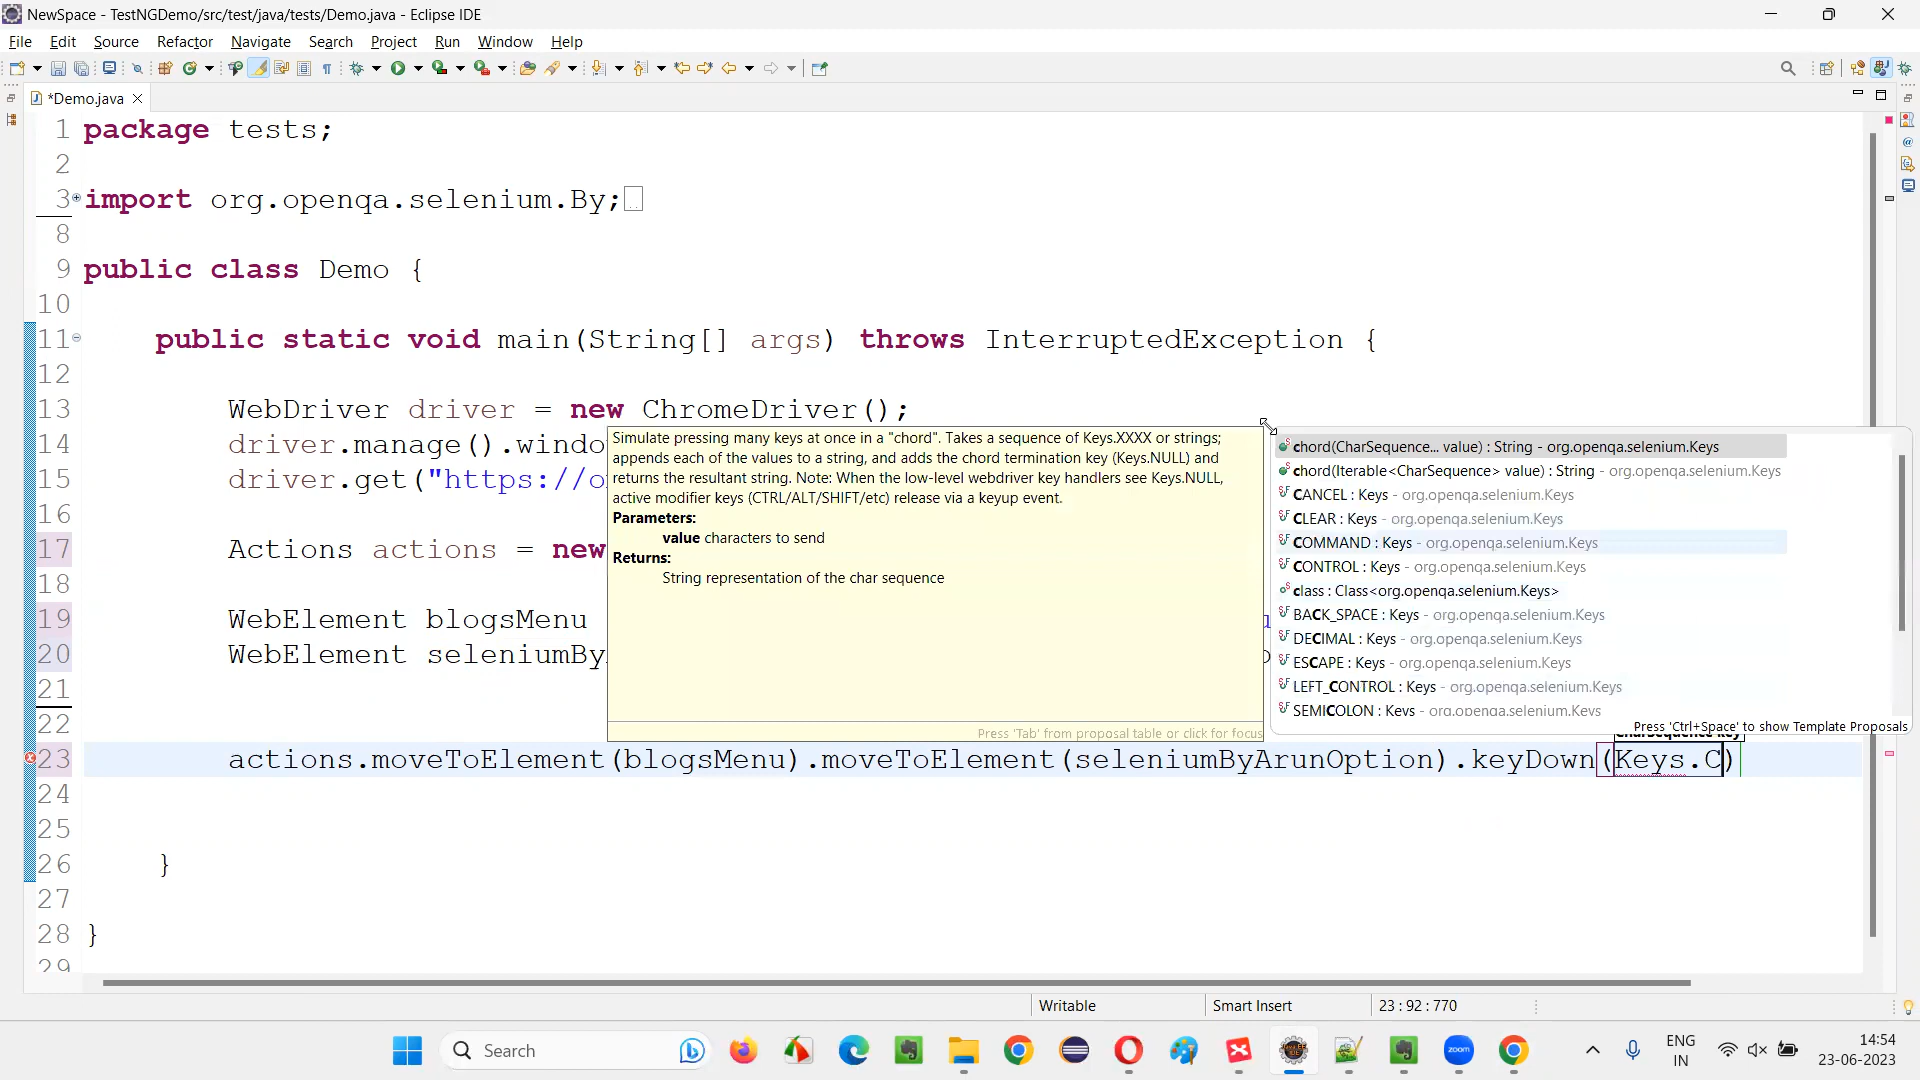 NewSpace - TestNGDemo/src/test/java/tests/Demo.java - Eclipse IDE
File Edit Source Refactor Navigate Search Project Run Window Help
*Demo.java
1 package tests;
2
3 import org.openqa.selenium.By;
8
9 public class Demo {
10
11 public static void main(String[] args) throws InterruptedException {
12
13 WebDriver driver = new ChromeDriver();
14 driver.manage().windo
15 driver.get("https://o
16
17 Actions actions = new
18
19 WebElement blogsMenu
20 WebElement seleniumBy
21
22
23 actions.moveToElement(blogsMenu).moveToElement(seleniumByArunOption).keyDown(Keys.C)
24
25
26 }
27
28 }
29
Simulate pressing many keys at once in a "chord". Takes a sequence of Keys.XXXX or strings;
appends each of the values to a string, and adds the chord termination key (Keys.NULL) and
returns the resultant string. Note: When the low-level webdriver key handlers see Keys.NULL,
active modifier keys (CTRL/ALT/SHIFT/etc) release via a keyup event.
Parameters:
value characters to send
Returns:
String representation of the char sequence
Press 'Tab' from proposal table or click for focus
chord(CharSequence... value) : String - org.openqa.selenium.Keys
chord(Iterable<CharSequence> value) : String - org.openqa.selenium.Keys
CANCEL : Keys - org.openqa.selenium.Keys
CLEAR : Keys - org.openqa.selenium.Keys
COMMAND : Keys - org.openqa.selenium.Keys
CONTROL : Keys - org.openqa.selenium.Keys
class : Class<org.openqa.selenium.Keys>
BACK_SPACE : Keys - org.openqa.selenium.Keys
DECIMAL : Keys - org.openqa.selenium.Keys
ESCAPE : Keys - org.openqa.selenium.Keys
LEFT_CONTROL : Keys - org.openqa.selenium.Keys
SEMICOLON : Keys - org.openqa.selenium.Keys
Press 'Ctrl+Space' to show Template Proposals
CharSequence key
Writable Smart Insert 23 : 92 : 770
Search
zoom
ENG
IN
14:54
23-06-2023